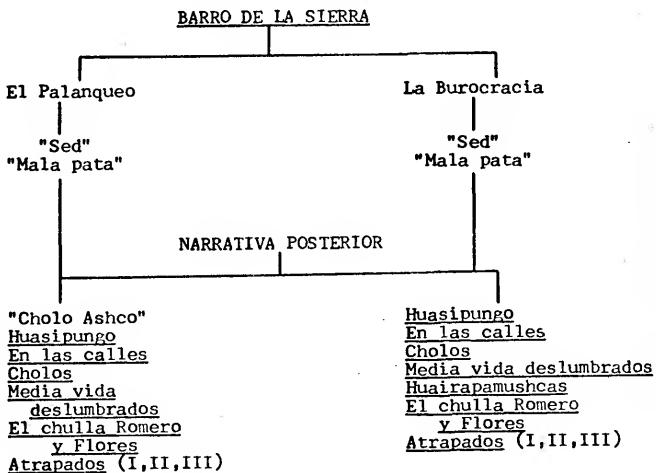 BARRO DE LA SIERRA
El Palanqueo
"Sed"
"Mala pata"
La Burocracia
"Sed"
"Mala pata"
NARRATIVA POSTERIOR
"Cholo Ashco"
Huasipungo
En las calles
Cholos
Media vida
deslumbrados
El chulla Romero
y Flores
Atrapados (I,II,III)
Huasipungo
En las calles
Cholos
Media vida deslumbrados
Huairapamushcas
El chulla Romero
y Flores
Atrapados (I,II,III)